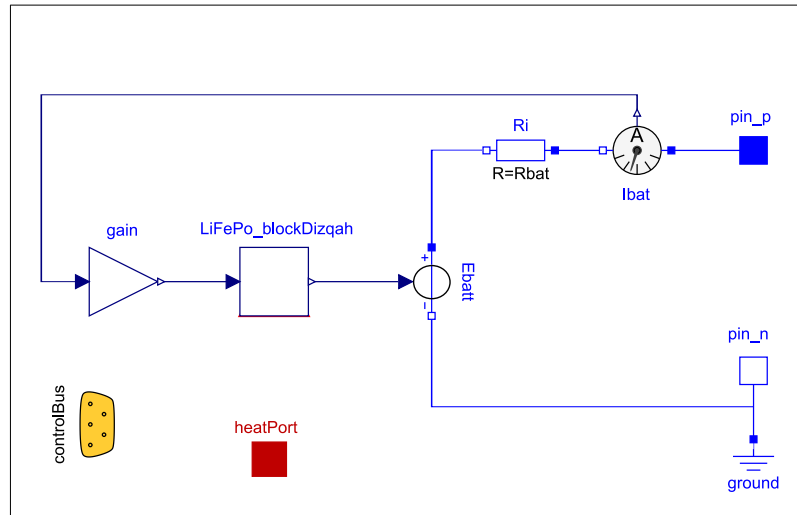 pin_p
Ri
A
R=Rbat
Ibat
gain
LiFePo_blockDizqah
+
Ebatt
−
pin_n
controlBus
heatPort
ground